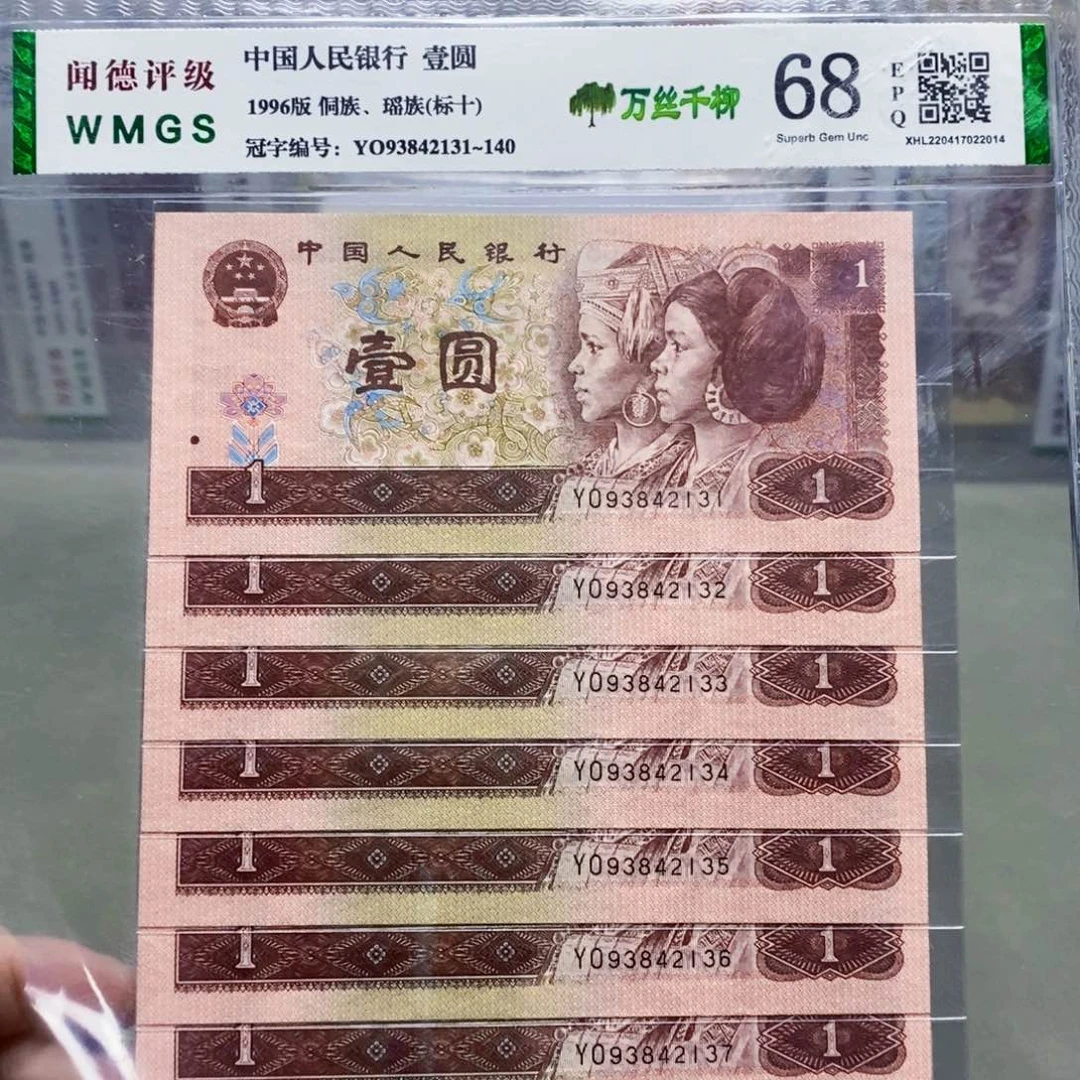 闻德评级
WMGS
中国人民银行 壹圆
1996版 侗族、瑶族(标十)
冠字编号：YO93842131~140
万丝千柳
68
Superb Gem Unc
EPQ
XHL220417022014
中国人民银行
1
壹圆
1
YO93842131
1
1
YO93842132
1
1
YO93842133
1
1
YO93842134
1
1
YO93842135
1
1
YO93842136
1
1
YO93842137
1